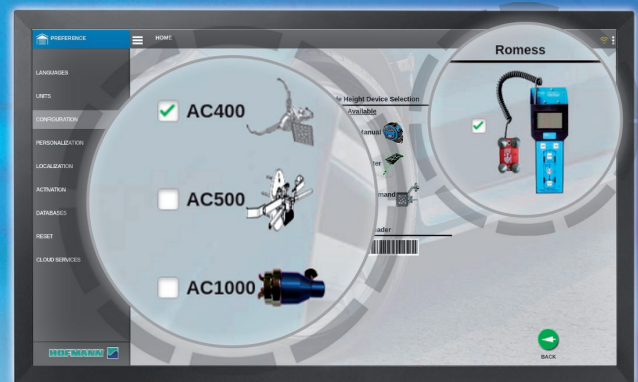 PREFERENCE
HOME
LANGUAGES
UNITS
CONFIGURATION
PERSONALIZATION
LOCALIZATION
ACTIVATION
DATABASES
RESET
CLOUD SERVICES
HOFMANN
AC400
AC500
AC1000
Height Device Selection
Available
Manual
Romess
BACK